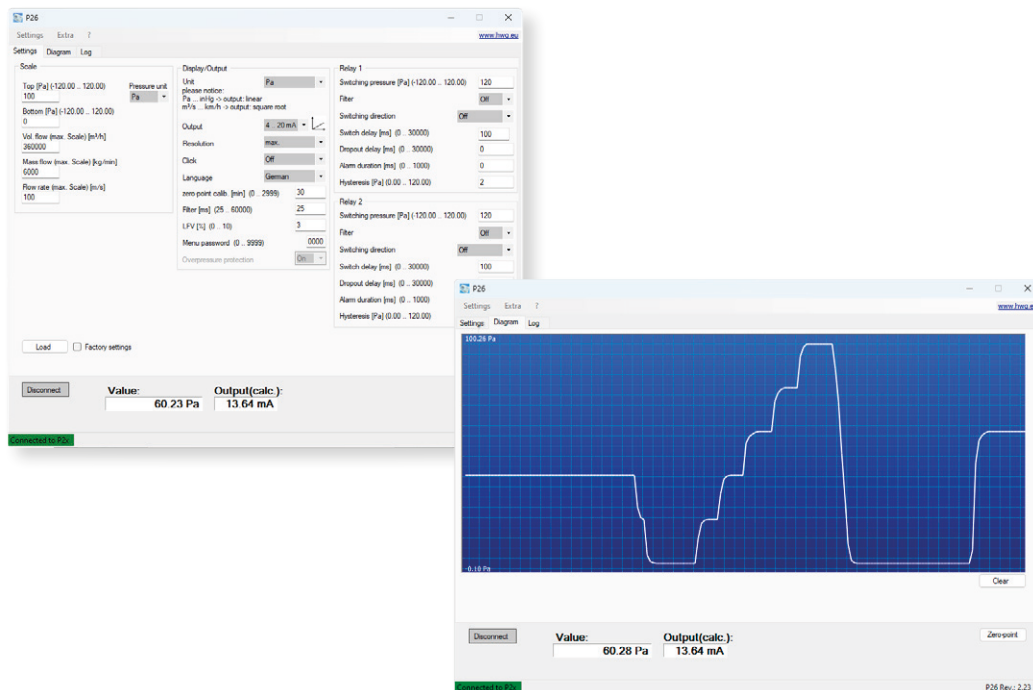 P26
Settings Extra ?
www.hwg.eu
Settings Diagram Log
Scale
Top [Pa] (-120.00 .. 120.00) Pressure unit
100 Pa
Bottom [Pa] (-120.00 .. 120.00)
0
Vol. flow (max. Scale) [m³/h]
360000
Mass flow (max. Scale) [kg/min]
6000
Flow rate (max. Scale) [m/s]
100
Display/Output
Unit Pa
please notice:
Pa ... inHg -> output: linear
m³/s ... km/h -> output: square root
Output 4 .. 20 mA
Resolution max.
Click Off
Language German
zero-point calib. [min] (0 .. 2999) 30
Filter [ms] (25 .. 60000) 25
LFV [%] (0 .. 10) 3
Menu password (0 .. 9999) 0000
Overpressure protection On
Relay 1
Switching pressure [Pa] (-120.00 .. 120.00) 120
Filter Off
Switching direction Off
Switch delay [ms] (0 .. 30000) 100
Dropout delay [ms] (0 .. 30000) 0
Alarm duration [ms] (0 .. 1000) 0
Hysteresis [Pa] (0.00 .. 120.00) 2
Relay 2
Switching pressure [Pa] (-120.00 .. 120.00) 120
Filter Off
Switching direction Off
Switch delay [ms] (0 .. 30000) 100
Dropout delay [ms] (0 .. 30000)
Alarm duration [ms] (0 .. 1000)
Hysteresis [Pa] (0.00 .. 120.00)
Load Factory settings
Disconnect
Value: Output(calc.):
60.23 Pa 13.64 mA
Connected to P2x
P26
Settings Extra ?
www.hwg.e
Settings Diagram Log
100.26 Pa
-0.10 Pa
Clear
Disconnect
Value: Output(calc.):
60.28 Pa 13.64 mA
Zero-point
Connected to P2x
P26 Rev.: 2.23